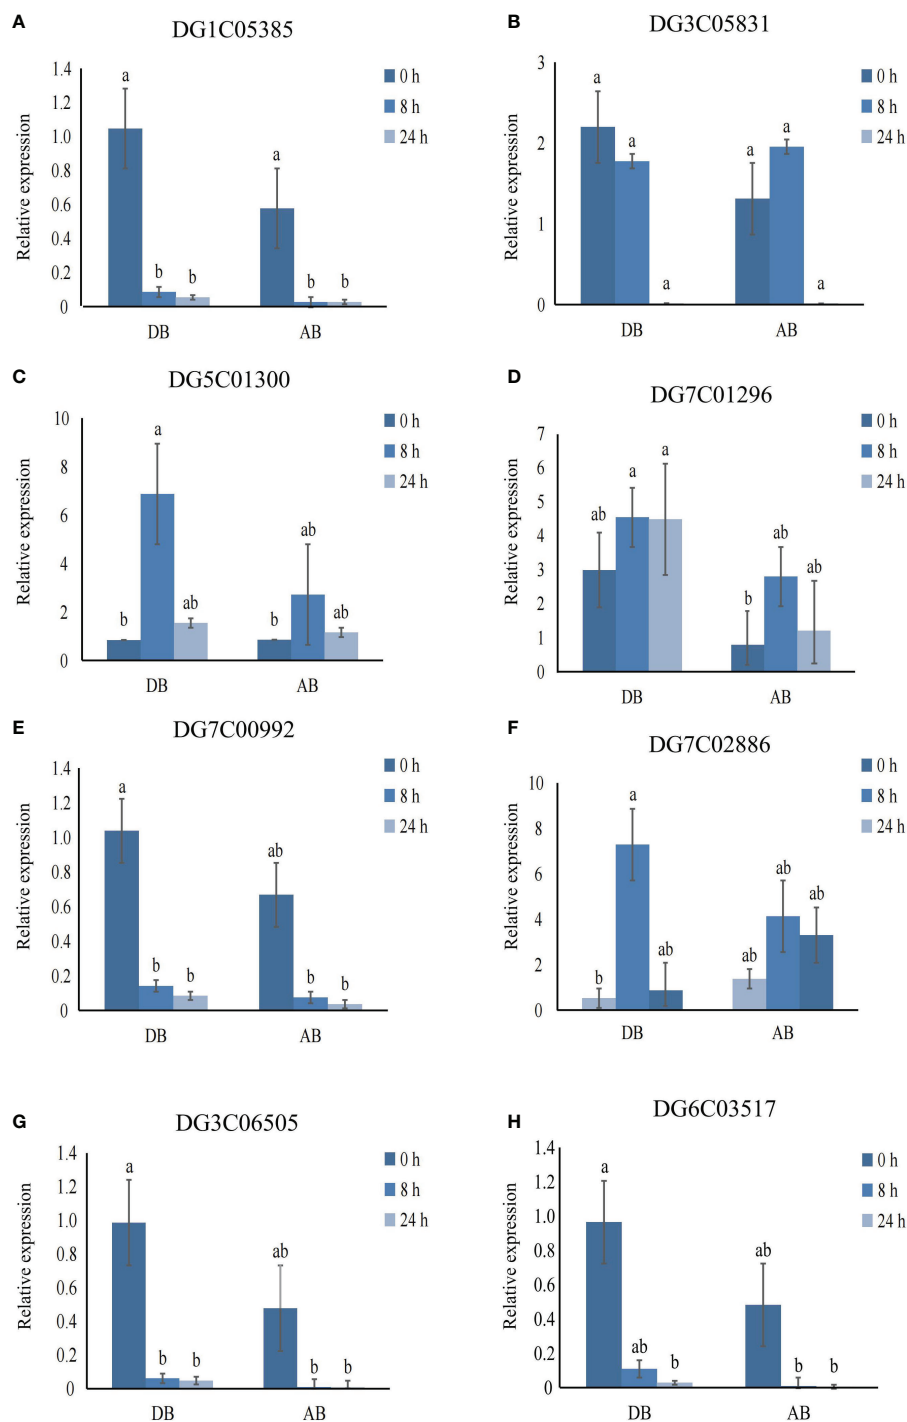 A
DG1C05385
Relative expression
1.4
1.2
1.0
0.8
0.6
0.4
0.2
0
a
b
b
a
b
b
DB
AB
0 h
8 h
24 h
B
DG3C05831
Relative expression
3
2
1
0
a
a
a
a
a
a
DB
AB
0 h
8 h
24 h
C
DG5C01300
Relative expression
10
8
6
4
2
0
b
a
ab
b
ab
ab
DB
AB
0 h
8 h
24 h
D
DG7C01296
Relative expression
7
6
5
4
3
2
1
0
ab
a
a
b
ab
ab
DB
AB
0 h
8 h
24 h
E
DG7C00992
Relative expression
1.4
1.2
1.0
0.8
0.6
0.4
0.2
0
a
b
b
ab
b
b
DB
AB
0 h
8 h
24 h
F
DG7C02886
Relative expression
10
8
6
4
2
0
b
a
ab
ab
ab
ab
DB
AB
0 h
8 h
24 h
G
DG3C06505
Relative expression
1.4
1.2
1.0
0.8
0.6
0.4
0.2
0
a
b
b
ab
b
b
DB
AB
0 h
8 h
24 h
H
DG6C03517
Relative expression
1.4
1.2
1.0
0.8
0.6
0.4
0.2
0
a
ab
b
ab
b
b
DB
AB
0 h
8 h
24 h